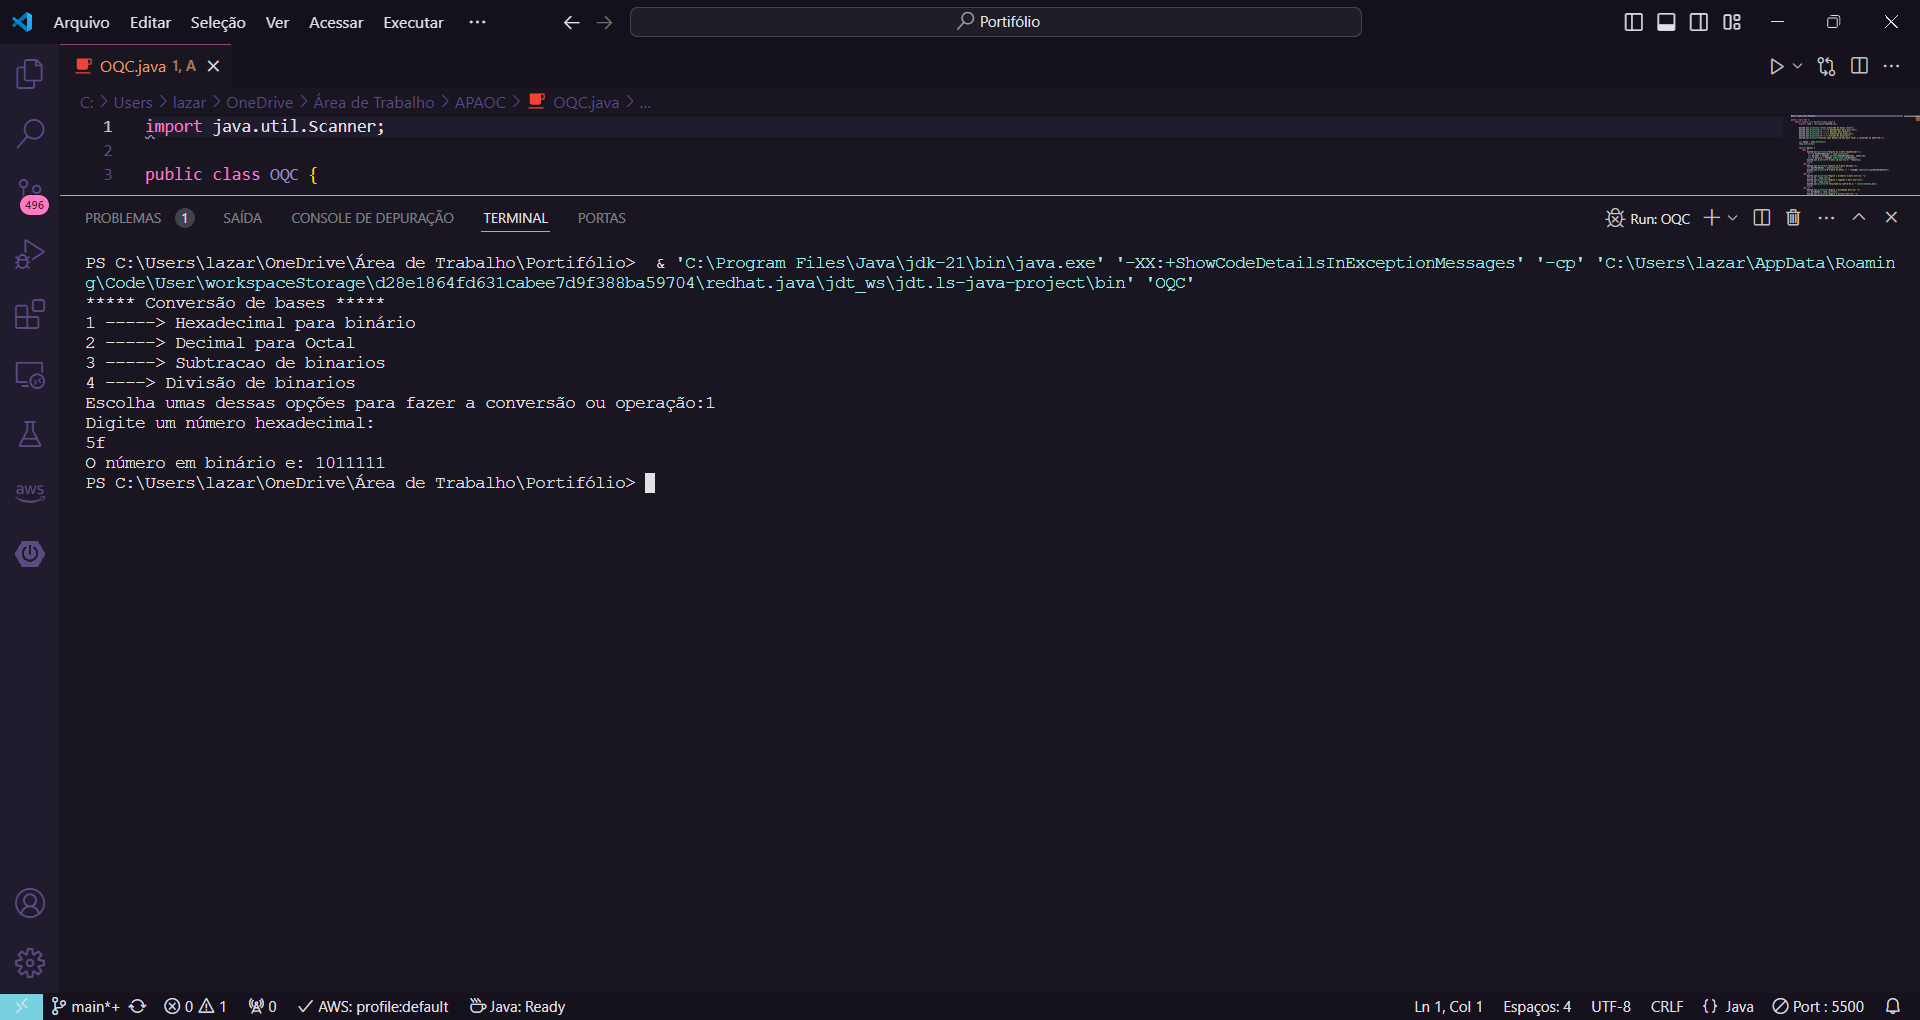 Arquivo Editar Seleção Ver Acessar Executar ··· Portifólio
OQC.java 1, A
C: > Users > lazar > OneDrive > Área de Trabalho > APAOC > OQC.java > ...
1 import java.util.Scanner;
2
3 public class OQC {
496
PROBLEMAS 1 SAÍDA CONSOLE DE DEPURAÇÃO TERMINAL PORTAS Run: OQC
PS C:\Users\lazar\OneDrive\Área de Trabalho\Portifólio>  & 'C:\Program Files\Java\jdk-21\bin\java.exe' '-XX:+ShowCodeDetailsInExceptionMessages' '-cp' 'C:\Users\lazar\AppData\Roamin
g\Code\User\workspaceStorage\d28e1864fd631cabee7d9f388ba59704\redhat.java\jdt_ws\jdt.ls-java-project\bin' 'OQC'
***** Conversão de bases *****
1 -----> Hexadecimal para binário
2 -----> Decimal para Octal
3 -----> Subtracao de binarios
4 ----> Divisão de binarios
Escolha umas dessas opções para fazer a conversão ou operação:1
Digite um número hexadecimal:
5f
O número em binário e: 1011111
PS C:\Users\lazar\OneDrive\Área de Trabalho\Portifólio>
aws
main*+ 0 1 0 AWS: profile:default Java: Ready Ln 1, Col 1 Espaços: 4 UTF-8 CRLF {} Java Port : 5500